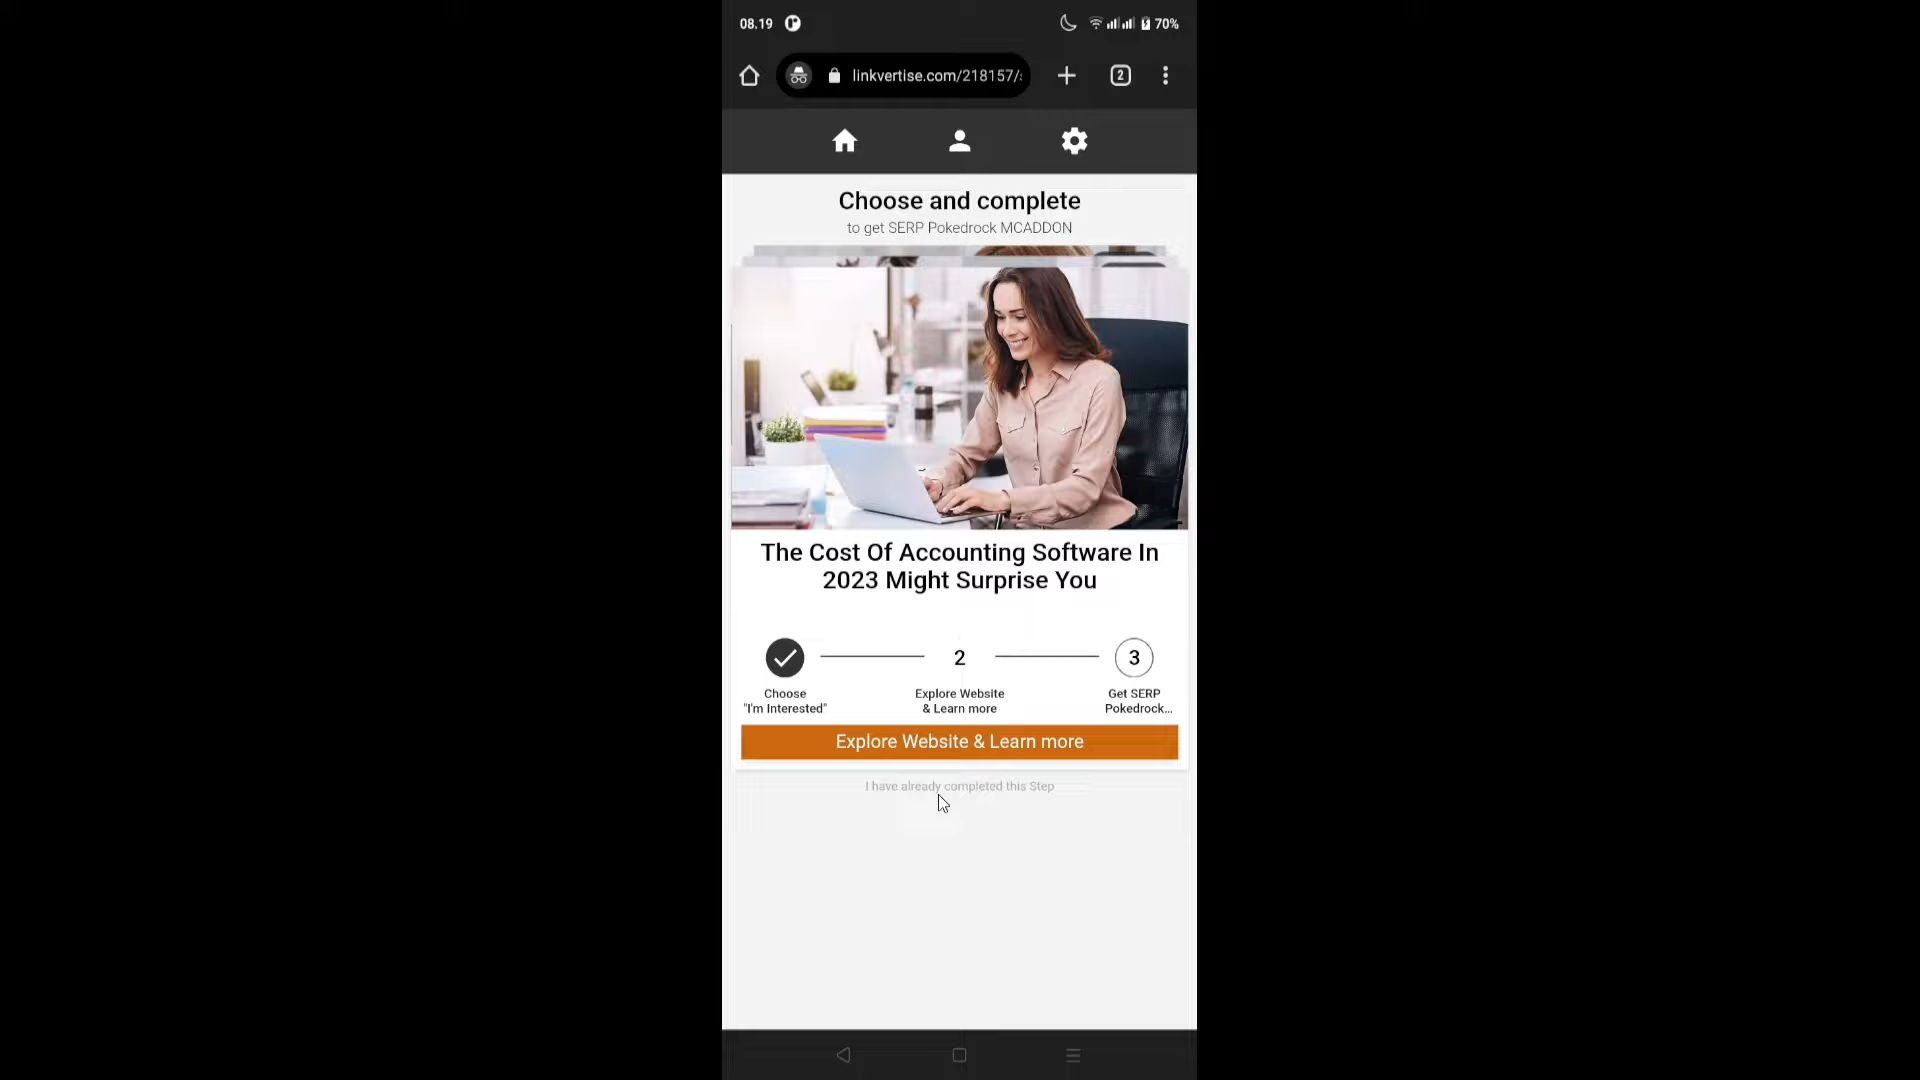 08.19
70%
linkvertise.com/218157/
2
Choose and complete
to get SERP Pokedrock MCADDON
The Cost Of Accounting Software In
2023 Might Surprise You
2
3
Choose
"I'm Interested"
Explore Website
& Learn more
Get SERP
Pokedrock...
Explore Website & Learn more
I have already completed this Step